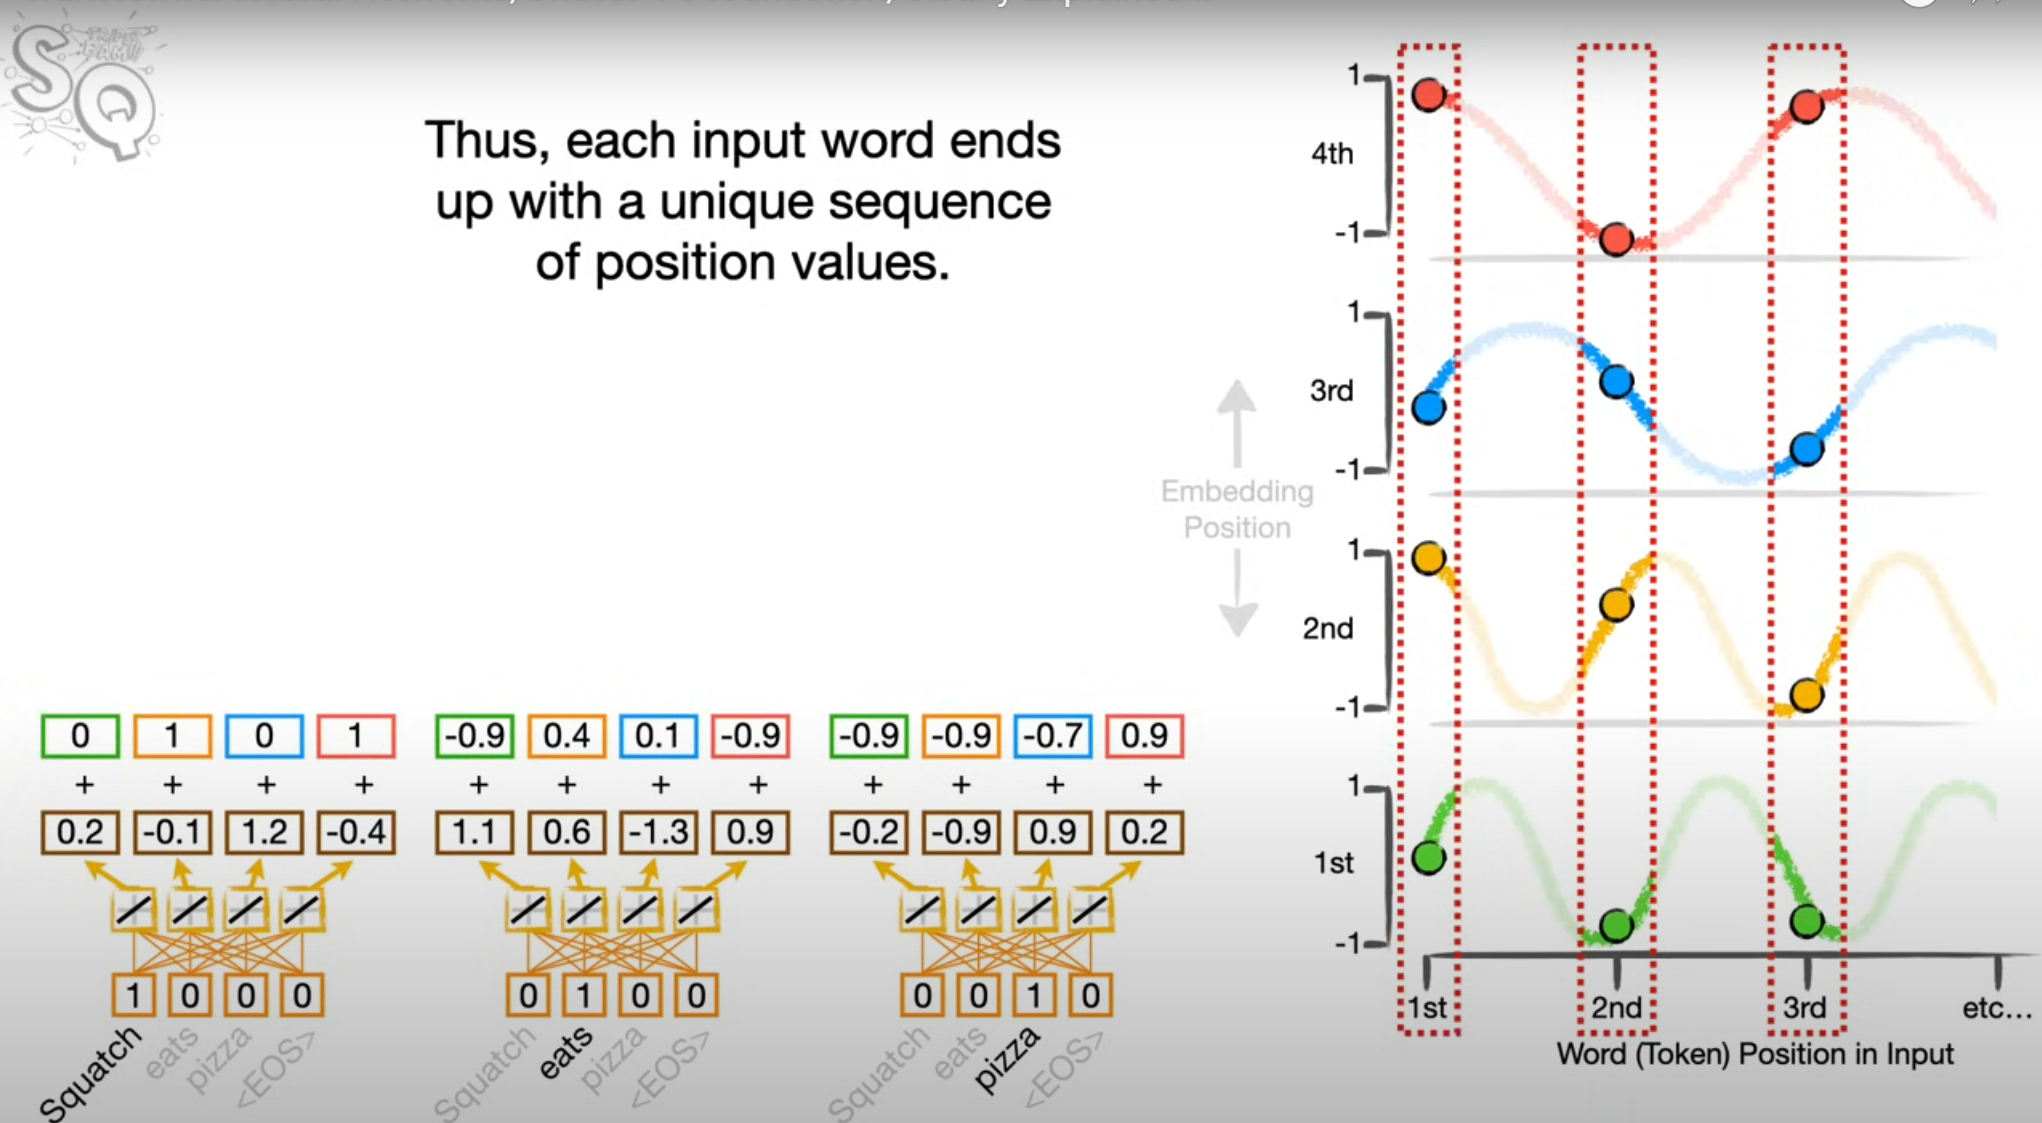 SQ
TRIPLE
BAM!!
Thus, each input word ends
up with a unique sequence
of position values.
0 1 0 1
+ + + +
0.2 -0.1 1.2 -0.4
1 0 0 0
Squatch eats pizza <EOS>
-0.9 0.4 0.1 -0.9
+ + + +
1.1 0.6 -1.3 0.9
0 1 0 0
Squatch eats pizza <EOS>
-0.9 -0.9 -0.7 0.9
+ + + +
-0.2 -0.9 0.9 0.2
0 0 1 0
Squatch eats pizza <EOS>
Embedding
Position
1
4th
-1
1
3rd
-1
1
2nd
-1
1
1st
-1
1st 2nd 3rd etc...
Word (Token) Position in Input